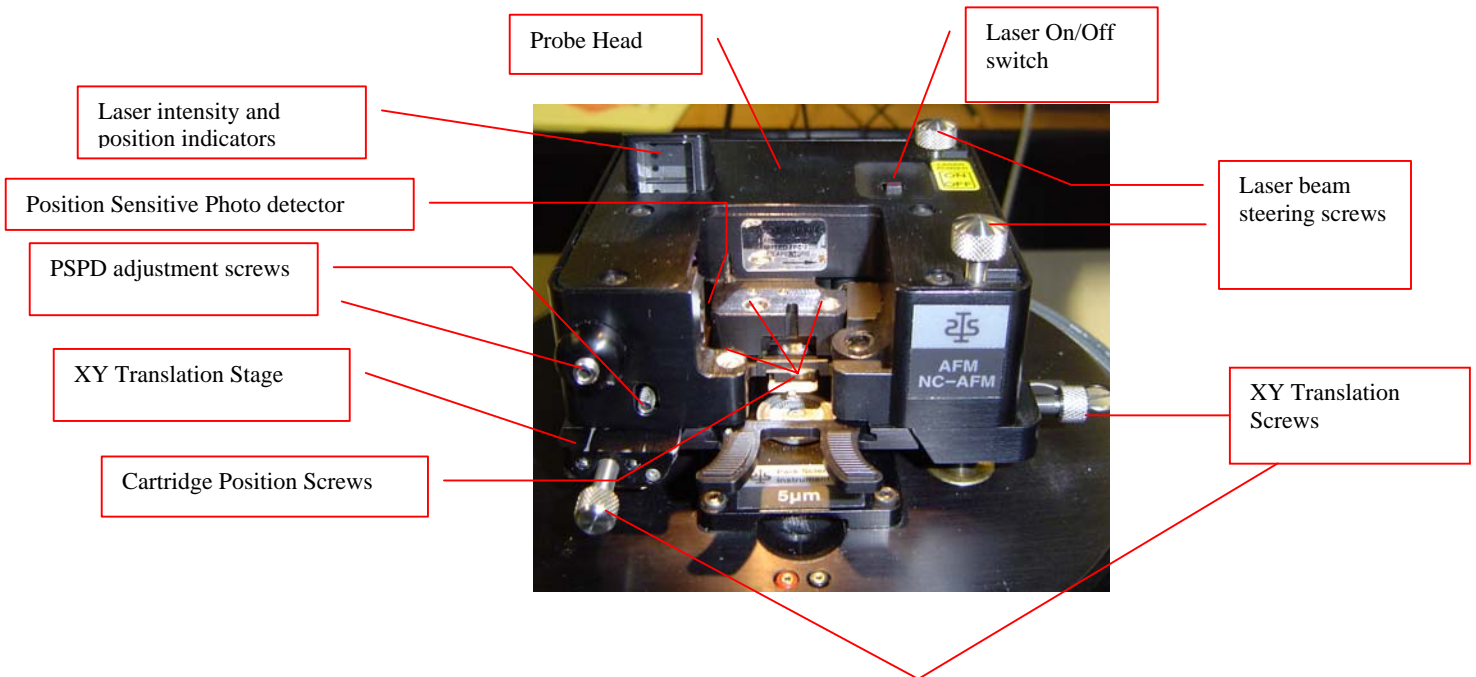 Probe Head
Laser On/Off
switch
Laser intensity and
position indicators
Position Sensitive Photo detector
PSPD adjustment screws
XY Translation Stage
Cartridge Position Screws
Laser beam
steering screws
XY Translation
Screws
ON
OFF
AFM
NC-AFM
5μm